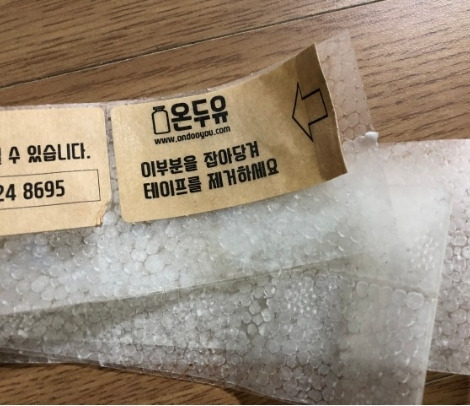 수 있습니다.
24 8695
온두유
www.ondooyou.com
이부분을 잡아당겨
테이프를 제거하세요